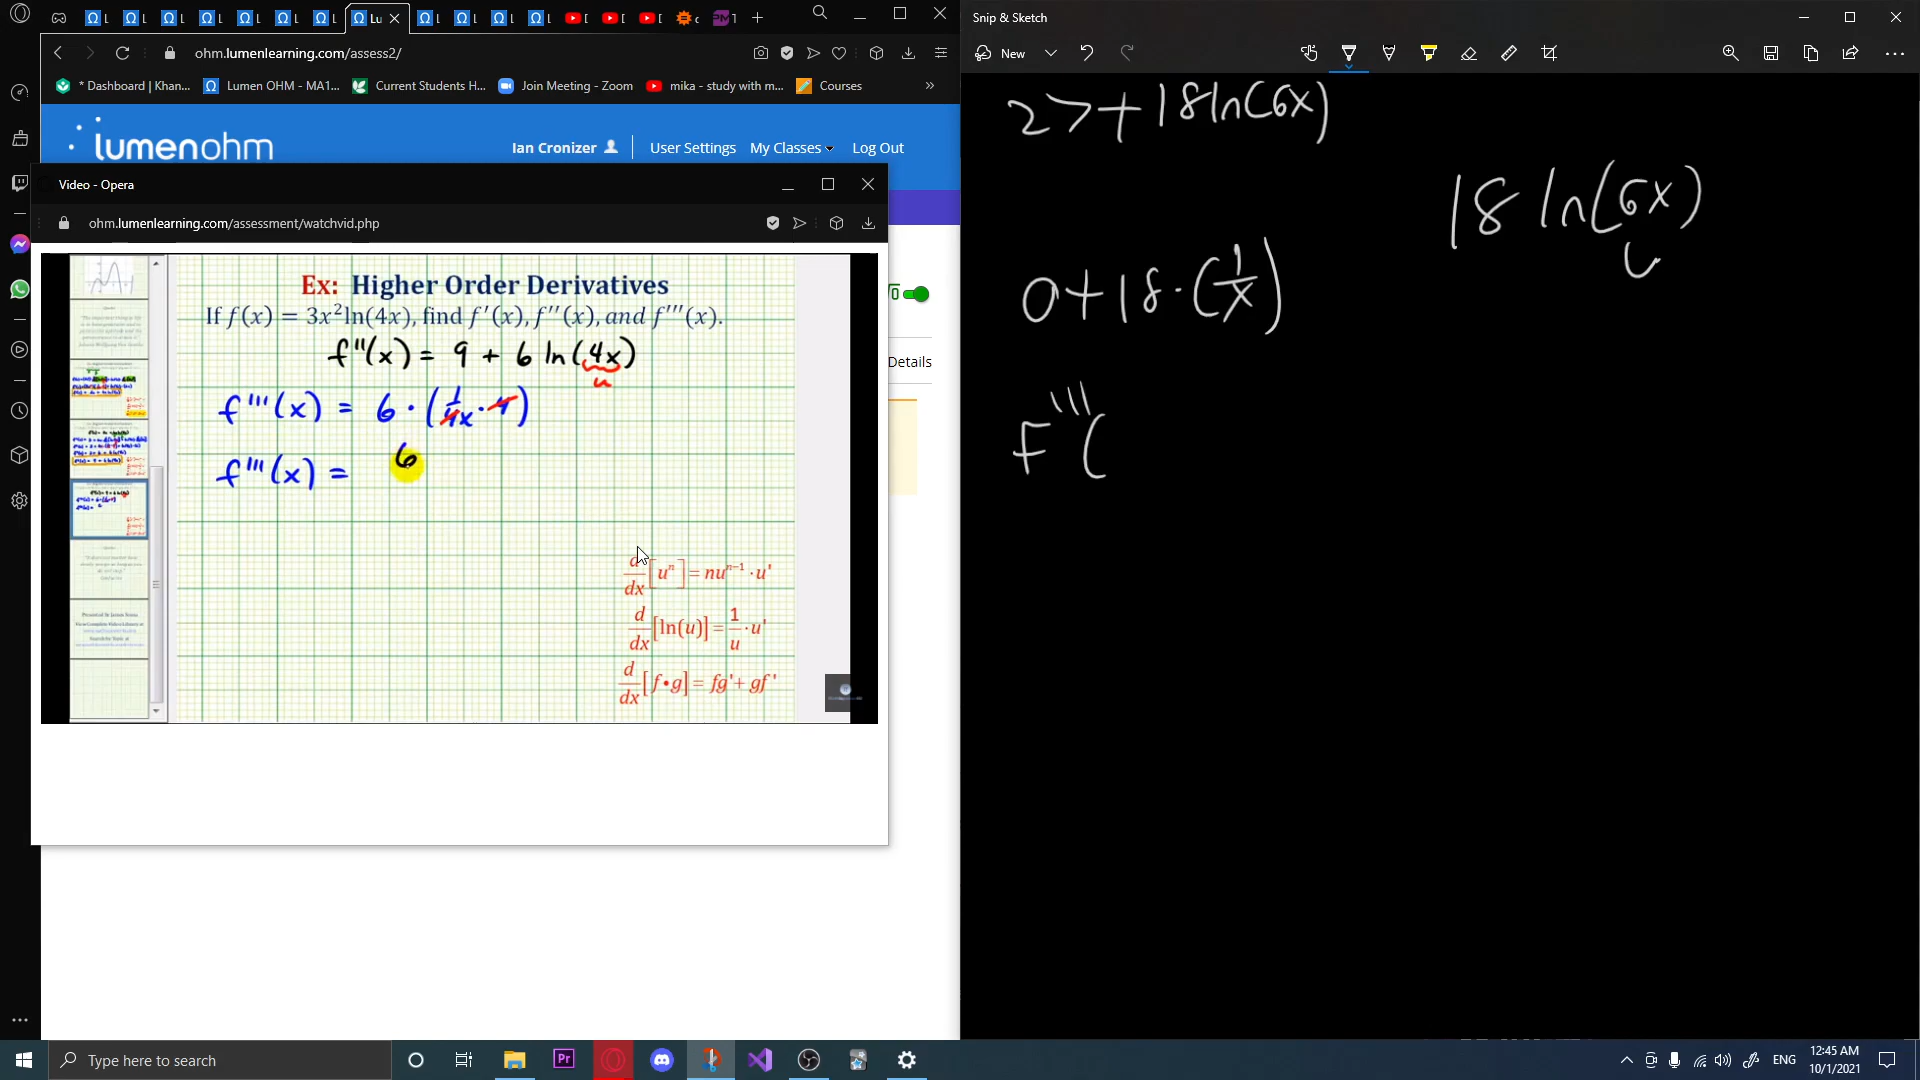 Lu
Snip & Sketch
ohm.lumenlearning.com/assess2/
New
* Dashboard | Khan...
Lumen OHM - MA1...
Current Students H...
Join Meeting - Zoom
mika - study with m...
Courses
»
lumenohm
Ian Cronizer
User Settings
My Classes
Log Out
Video - Opera
ohm.lumenlearning.com/assessment/watchvid.php
Details
Ex: Higher Order Derivatives
If f(x) = 3x²ln(4x), find f'(x), f''(x), and f'''(x).
f''(x) = 9 + 6 ln(4x)
u
f'''(x) = 6 · (1/4x · 4)
f'''(x) = 6
d/dx [uⁿ] = nuⁿ⁻¹ · u'
d/dx [ln(u)] = 1/u · u'
d/dx [f • g] = fg' + gf'
27 + 18 ln(6x)
18 ln(6x)
u
0 + 18 · (1/x)
F'''(
Type here to search
Pr
ENG
12:45 AM
10/1/2021